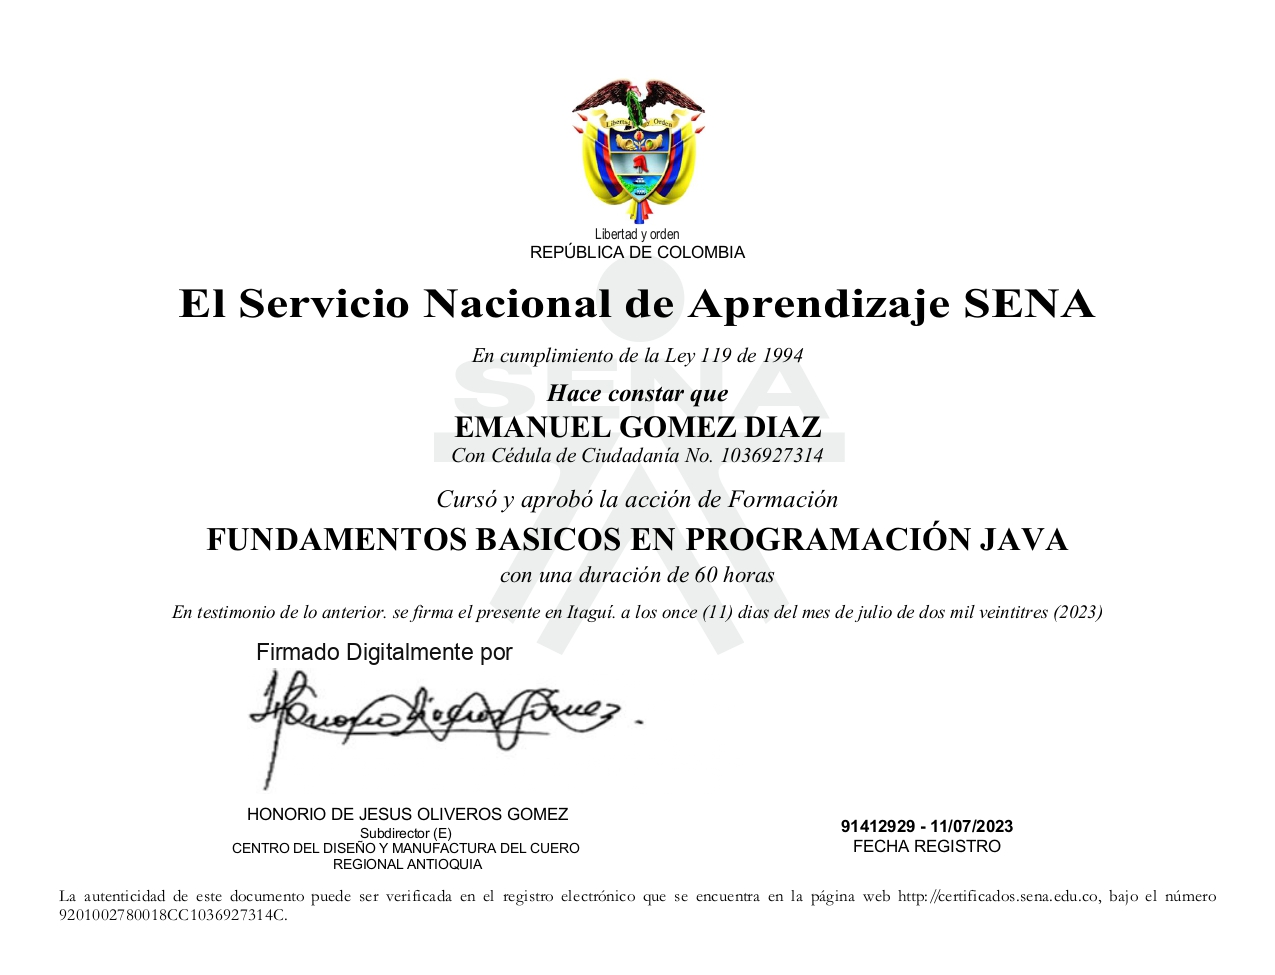 Libertad y Orden
Libertad y orden
REPÚBLICA DE COLOMBIA
El Servicio Nacional de Aprendizaje SENA
En cumplimiento de la Ley 119 de 1994
SENA
Hace constar que
EMANUEL GOMEZ DIAZ
Con Cédula de Ciudadanía No. 1036927314
Cursó y aprobó la acción de Formación
FUNDAMENTOS BASICOS EN PROGRAMACIÓN JAVA
con una duración de 60 horas
En testimonio de lo anterior. se firma el presente en Itaguí. a los once (11) dias del mes de julio de dos mil veintitres (2023)
Firmado Digitalmente por
HONORIO DE JESUS OLIVEROS GOMEZ
Subdirector (E)
CENTRO DEL DISEÑO Y MANUFACTURA DEL CUERO
REGIONAL ANTIOQUIA
91412929 - 11/07/2023
FECHA REGISTRO
La autenticidad de este documento puede ser verificada en el registro electrónico que se encuentra en la página web http://certificados.sena.edu.co, bajo el número
9201002780018CC1036927314C.